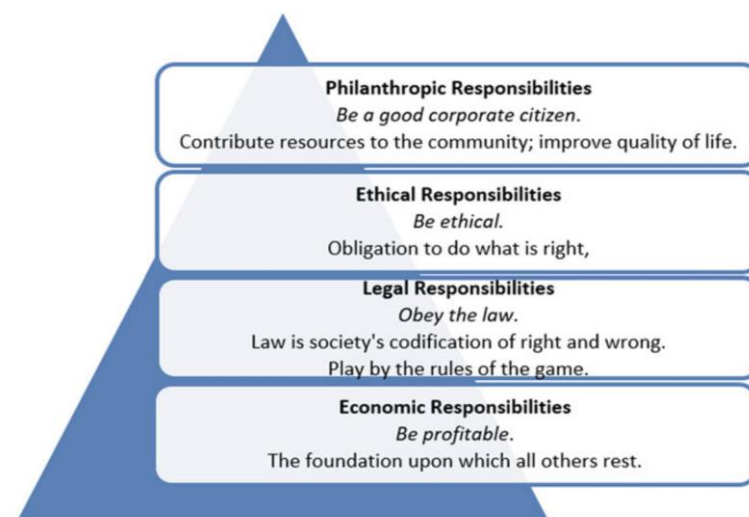 Philanthropic Responsibilities
Be a good corporate citizen.
Contribute resources to the community; improve quality of life.
Ethical Responsibilities
Be ethical.
Obligation to do what is right,
Legal Responsibilities
Obey the law.
Law is society's codification of right and wrong.
Play by the rules of the game.
Economic Responsibilities
Be profitable.
The foundation upon which all others rest.